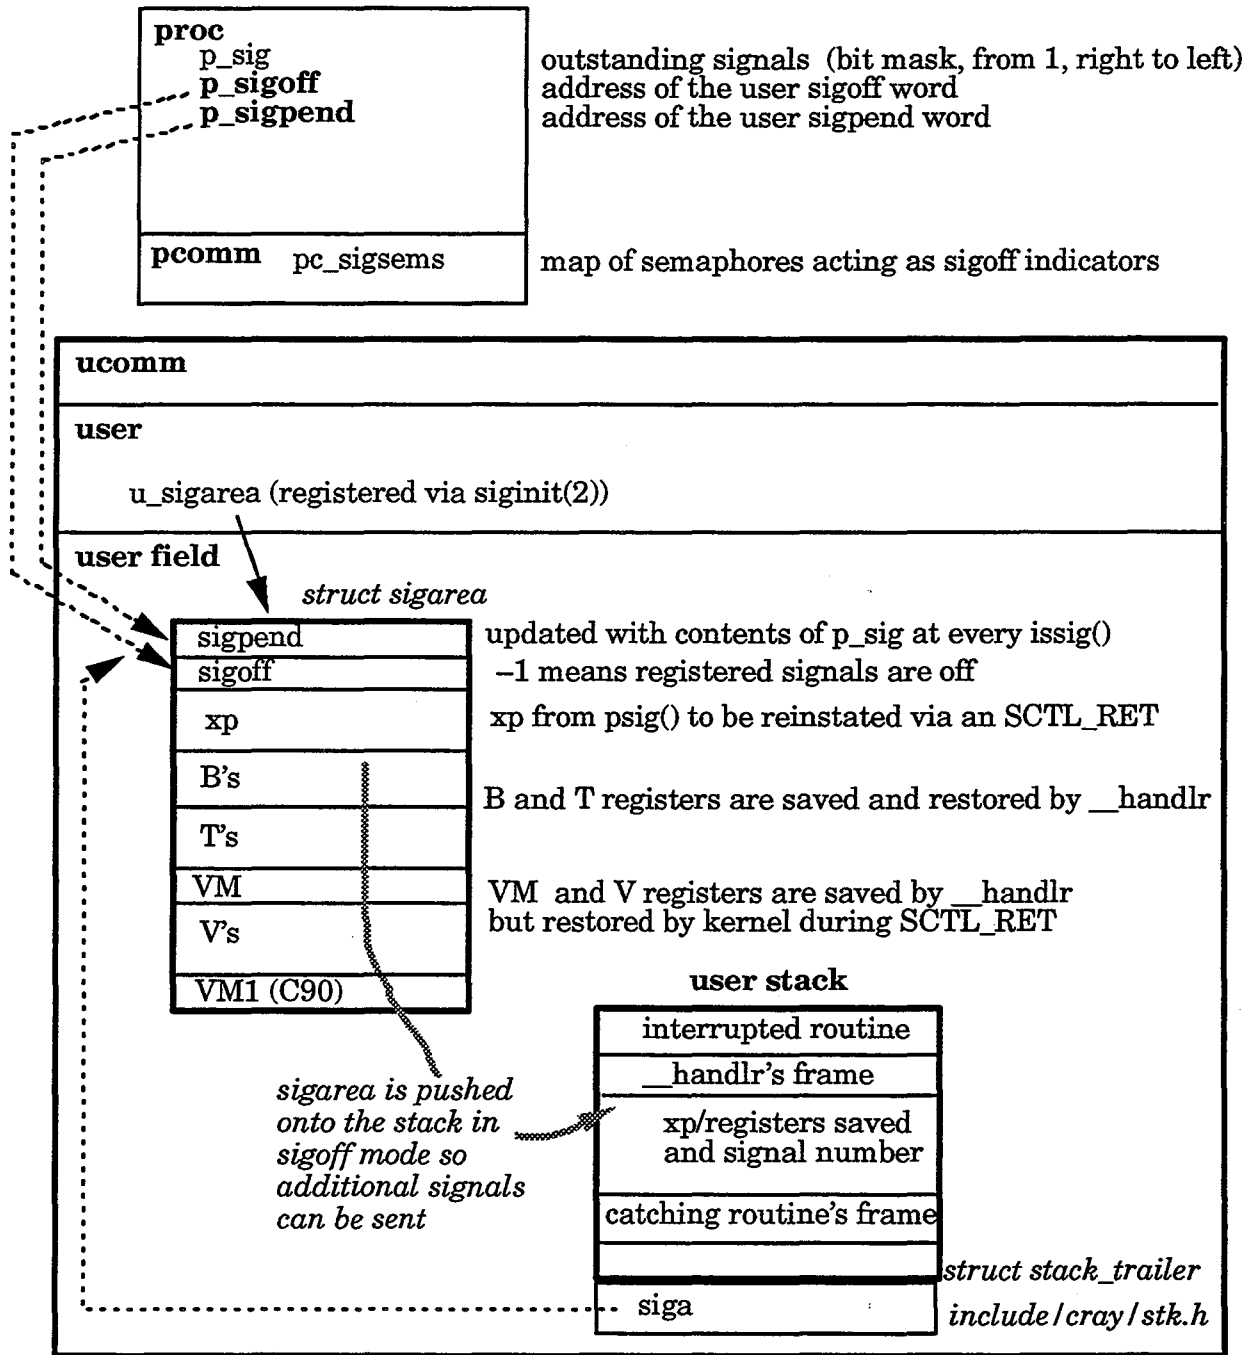 proc
p_sig
outstanding signals (bit mask, from 1, right to left)
p_sigoff
address of the user sigoff word
p_sigpend
address of the user sigpend word
pcomm pc_sigsems
map of semaphores acting as sigoff indicators
ucomm
user
u_sigarea (registered via siginit(2))
user field
struct sigarea
sigpend
updated with contents of p_sig at every issig()
sigoff
–1 means registered signals are off
xp
xp from psig() to be reinstated via an SCTL_RET
B's
B and T registers are saved and restored by __handlr
T's
VM
VM and V registers are saved by __handlr
but restored by kernel during SCTL_RET
V's
VM1 (C90)
user stack
interrupted routine
__handlr's frame
xp/registers saved
and signal number
catching routine's frame
sigarea is pushed
onto the stack in
sigoff mode so
additional signals
can be sent
struct stack_trailer
siga
include/cray/stk.h